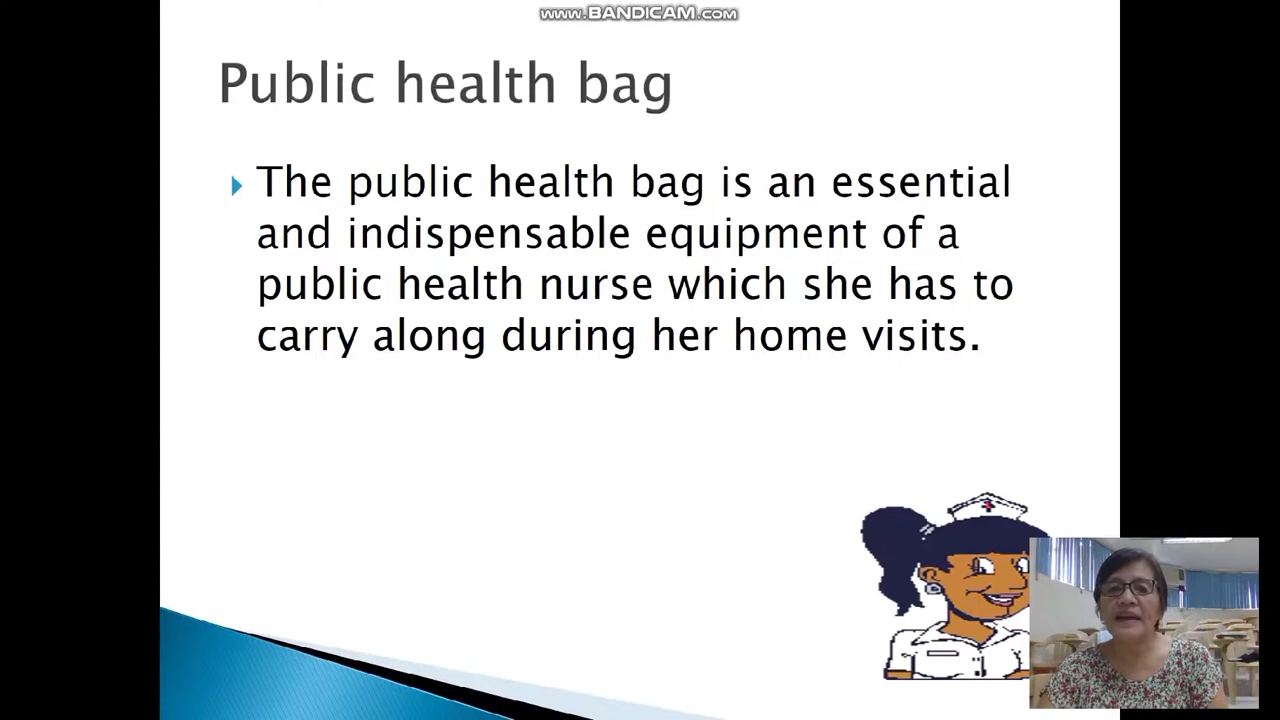 www.BANDICAM.com
Public health bag
The public health bag is an essential
and indispensable equipment of a
public health nurse which she has to
carry along during her home visits.